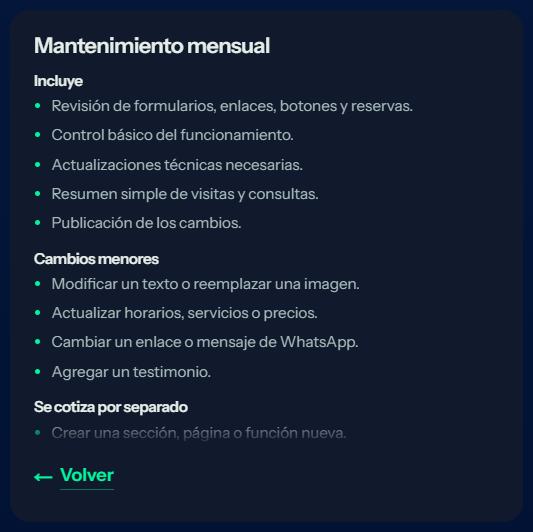 Mantenimiento mensual
Incluye
• Revisión de formularios, enlaces, botones y reservas.
• Control básico del funcionamiento.
• Actualizaciones técnicas necesarias.
• Resumen simple de visitas y consultas.
• Publicación de los cambios.
Cambios menores
• Modificar un texto o reemplazar una imagen.
• Actualizar horarios, servicios o precios.
• Cambiar un enlace o mensaje de WhatsApp.
• Agregar un testimonio.
Se cotiza por separado
• Crear una sección, página o función nueva.
← Volver